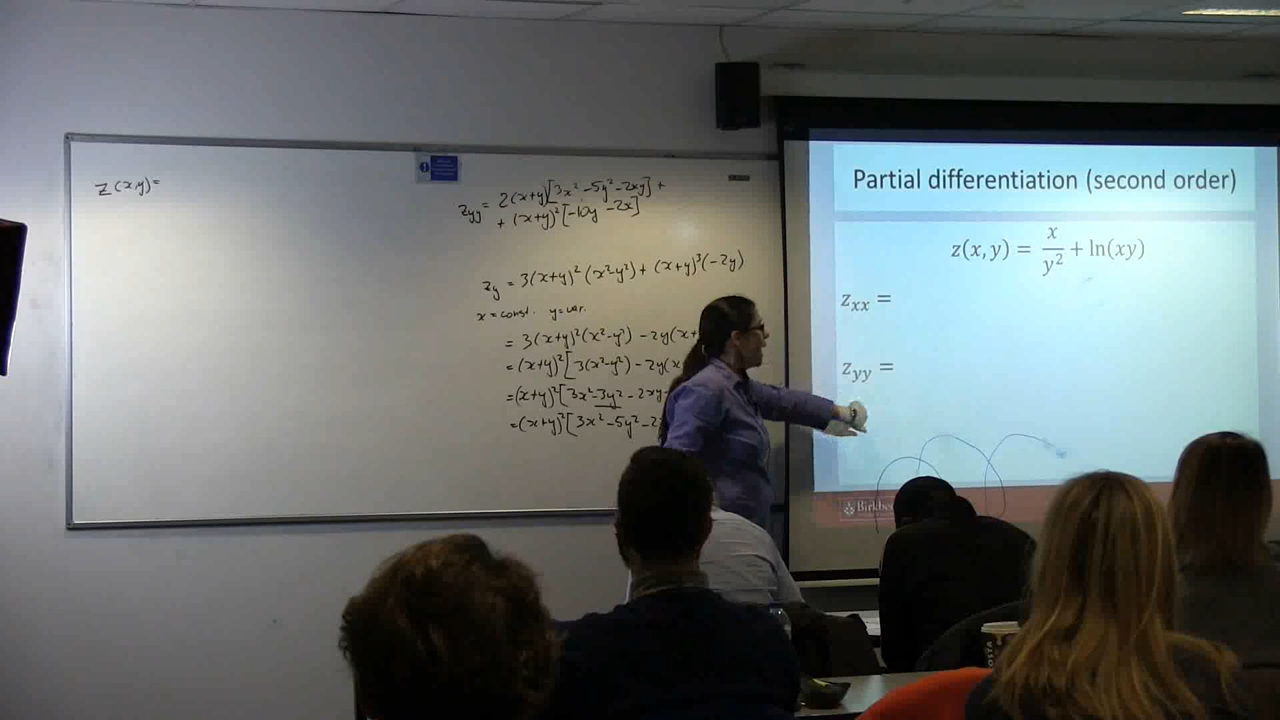 z(x,y)=
z_yy = 2(x+y)[3x² -5y² -2xy] +
+ (x+y)² [-10y -2x]
z_y = 3(x+y)² (x²-y²) + (x+y)³(-2y)
x = const. y=var.
= 3(x+y)²(x²-y²) - 2y(x+
= (x+y)² [3(x²-y²) - 2y(x
= (x+y)² [3x²-3y² - 2xy-
= (x+y)² [3x² -5y² -2
Partial differentiation (second order)
z(x, y) = x/y² + ln(xy)
z_xx =
z_yy =
COSTA